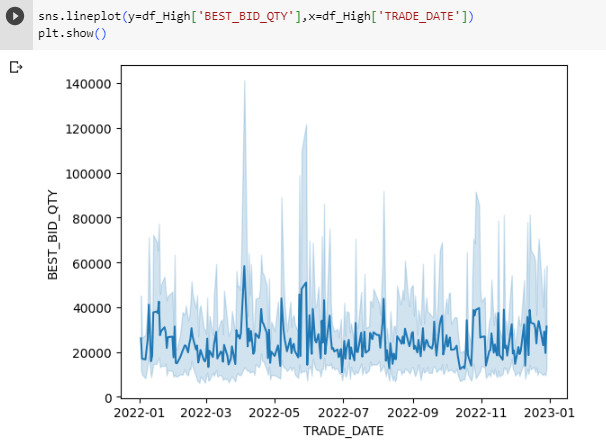 sns.lineplot(y=df_High['BEST_BID_QTY'],x=df_High['TRADE_DATE'])
plt.show()
140000
120000
100000
80000
60000
40000
20000
0
BEST_BID_QTY
2022-01 2022-03 2022-05 2022-07 2022-09 2022-11 2023-01
TRADE_DATE